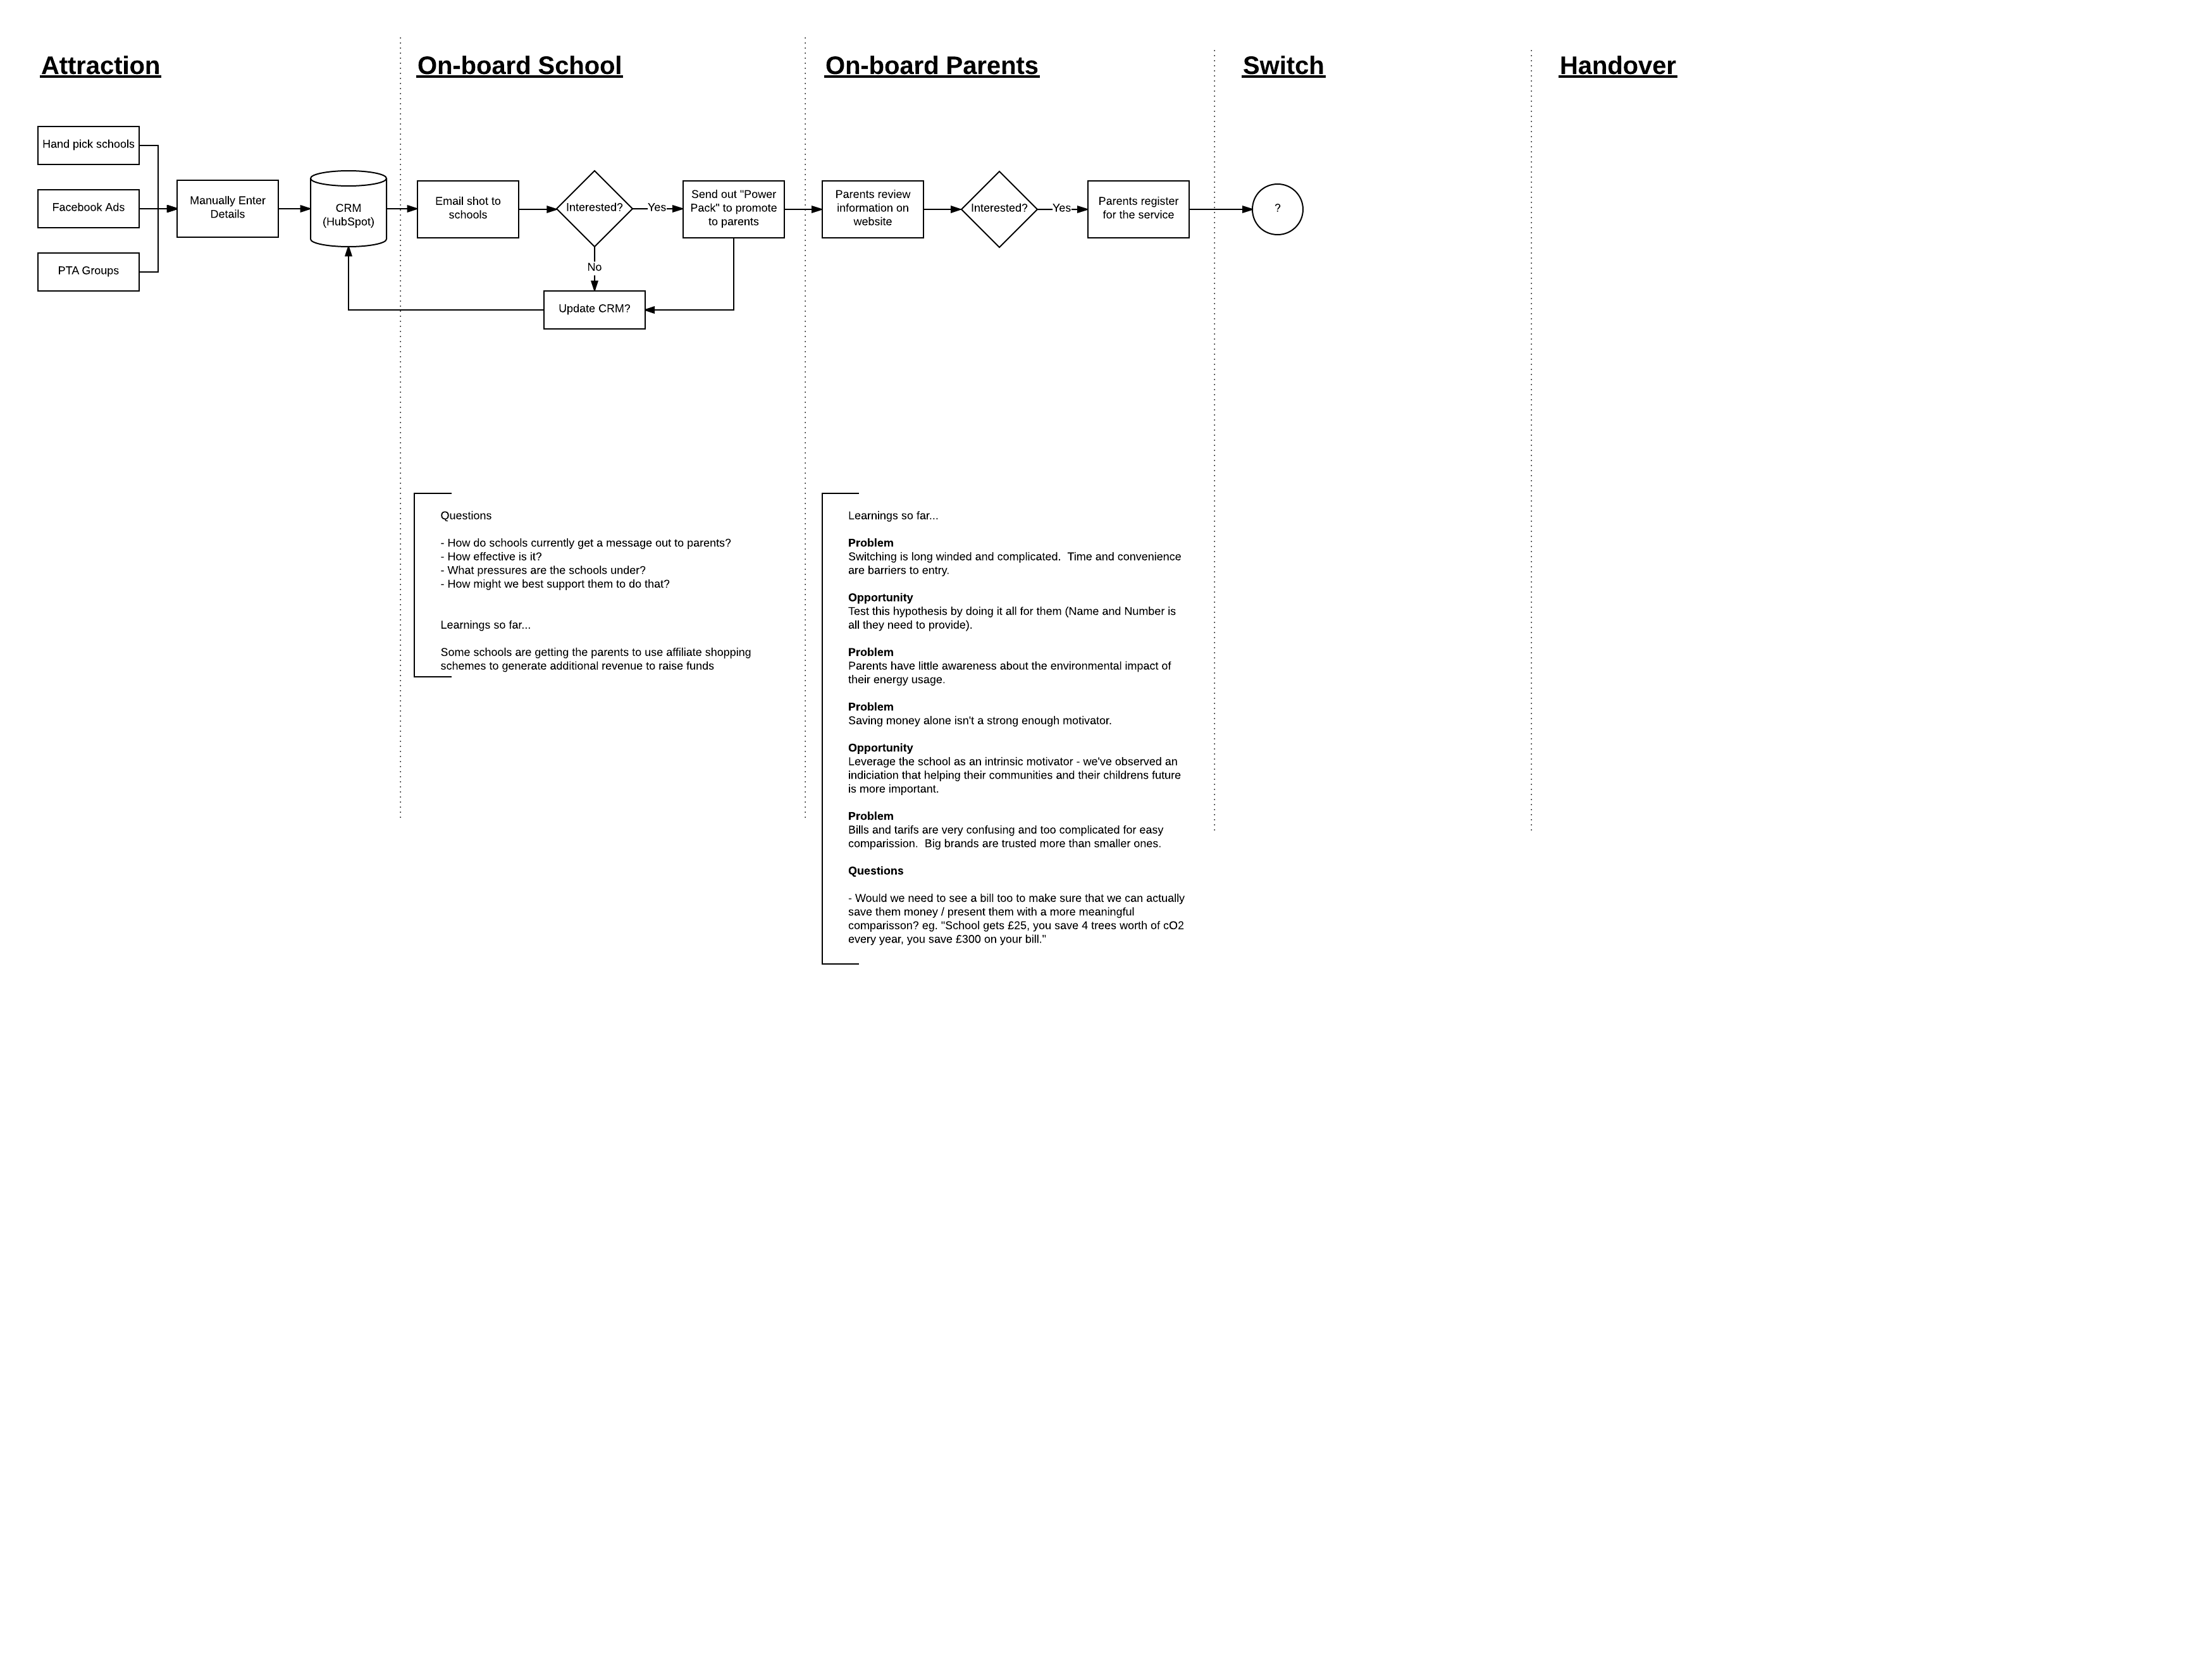 Attraction
On-board School
On-board Parents
Switch
Handover
Hand pick schools
Facebook Ads
PTA Groups
Manually Enter
Details
CRM
(HubSpot)
Email shot to
schools
Interested?
Yes
No
Send out "Power
Pack" to promote
to parents
Update CRM?
Parents review
information on
website
Interested?
Yes
Parents register
for the service
?
Questions
- How do schools currently get a message out to parents?
- How effective is it?
- What pressures are the schools under?
- How might we best support them to do that?
Learnings so far...
Some schools are getting the parents to use affiliate shopping
schemes to generate additional revenue to raise funds
Learnings so far...
Problem
Switching is long winded and complicated.  Time and convenience
are barriers to entry.
Opportunity
Test this hypothesis by doing it all for them (Name and Number is
all they need to provide).
Problem
Parents have little awareness about the environmental impact of
their energy usage.
Problem
Saving money alone isn't a strong enough motivator.
Opportunity
Leverage the school as an intrinsic motivator - we've observed an
indiciation that helping their communities and their childrens future
is more important.
Problem
Bills and tarifs are very confusing and too complicated for easy
comparission.  Big brands are trusted more than smaller ones.
Questions
- Would we need to see a bill too to make sure that we can actually
save them money / present them with a more meaningful
comparisson? eg. "School gets £25, you save 4 trees worth of cO2
every year, you save £300 on your bill."